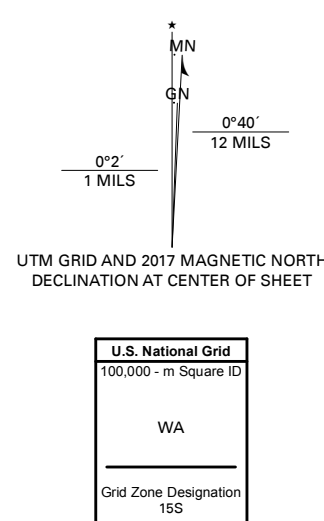 ★
MN
GN
0°40´
12 MILS
0°2´
1 MILS
UTM GRID AND 2017 MAGNETIC NORTH
DECLINATION AT CENTER OF SHEET
U.S. National Grid
100,000 - m Square ID
WA
Grid Zone Designation
15S